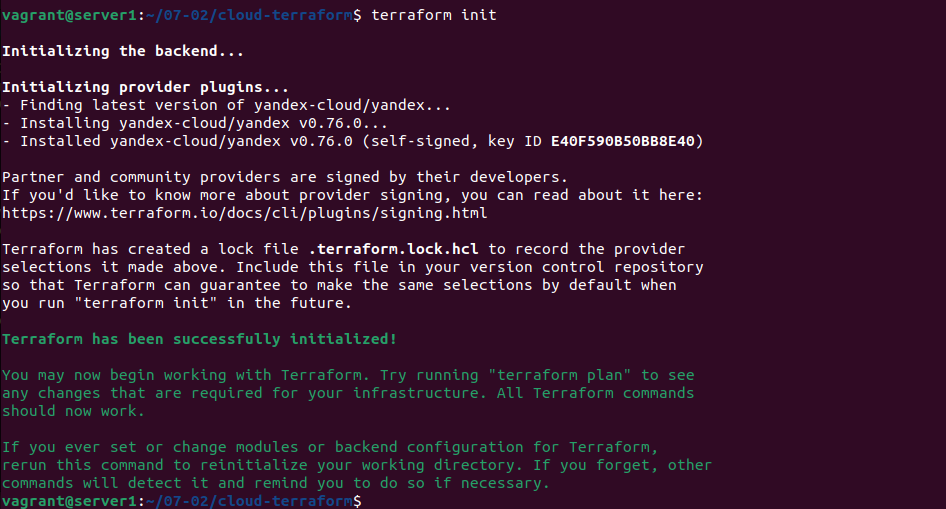 vagrant@server1:~/07-02/cloud-terraform$ terraform init
Initializing the backend...
Initializing provider plugins...
- Finding latest version of yandex-cloud/yandex...
- Installing yandex-cloud/yandex v0.76.0...
- Installed yandex-cloud/yandex v0.76.0 (self-signed, key ID E40F590B50BB8E40)
Partner and community providers are signed by their developers.
If you'd like to know more about provider signing, you can read about it here:
https://www.terraform.io/docs/cli/plugins/signing.html
Terraform has created a lock file .terraform.lock.hcl to record the provider
selections it made above. Include this file in your version control repository
so that Terraform can guarantee to make the same selections by default when
you run "terraform init" in the future.
Terraform has been successfully initialized!
You may now begin working with Terraform. Try running "terraform plan" to see
any changes that are required for your infrastructure. All Terraform commands
should now work.
If you ever set or change modules or backend configuration for Terraform,
rerun this command to reinitialize your working directory. If you forget, other
commands will detect it and remind you to do so if necessary.
vagrant@server1:~/07-02/cloud-terraform$